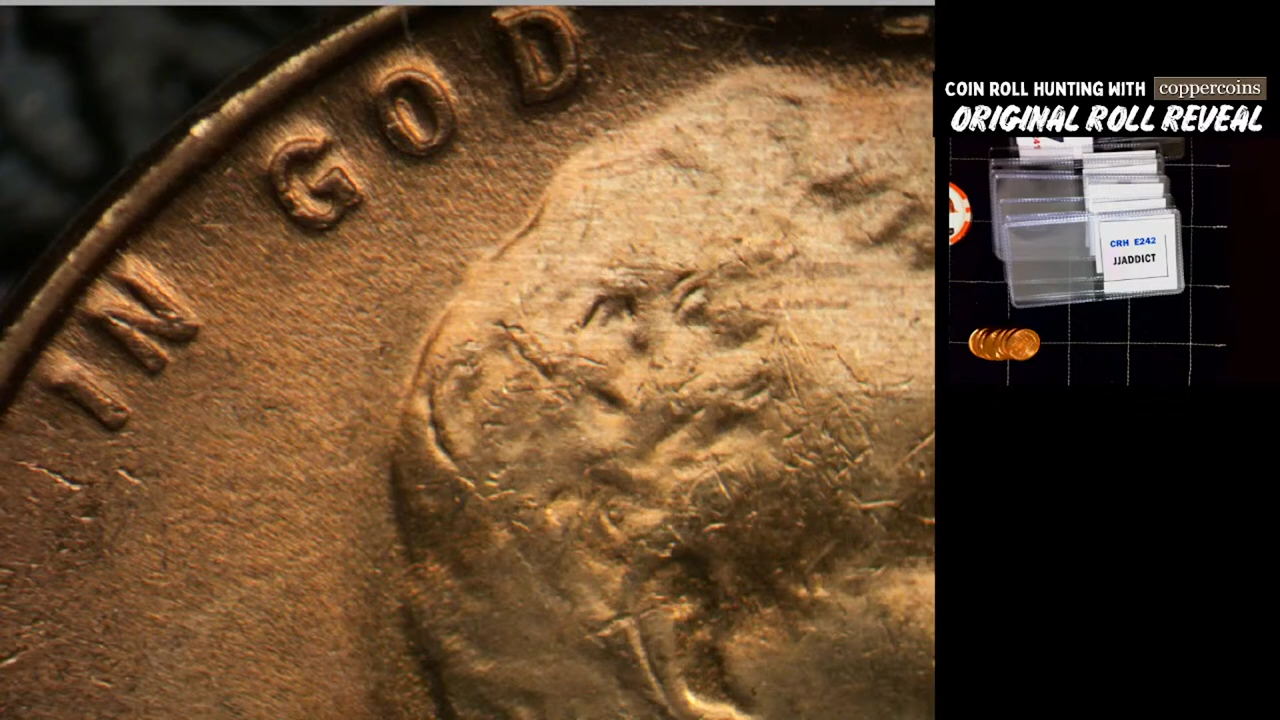 IN GOD
COIN ROLL HUNTING WITH coppercoins
ORIGINAL ROLL REVEAL
CRH E242
JJADDICT